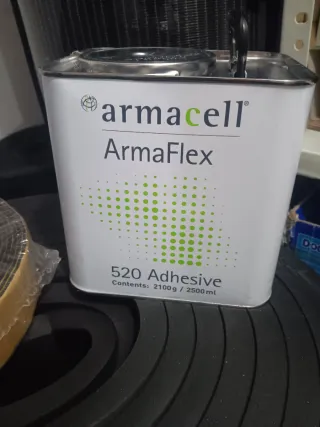 armacell®
ArmaFlex
520 Adhesive
Contents: 2100g / 2500ml